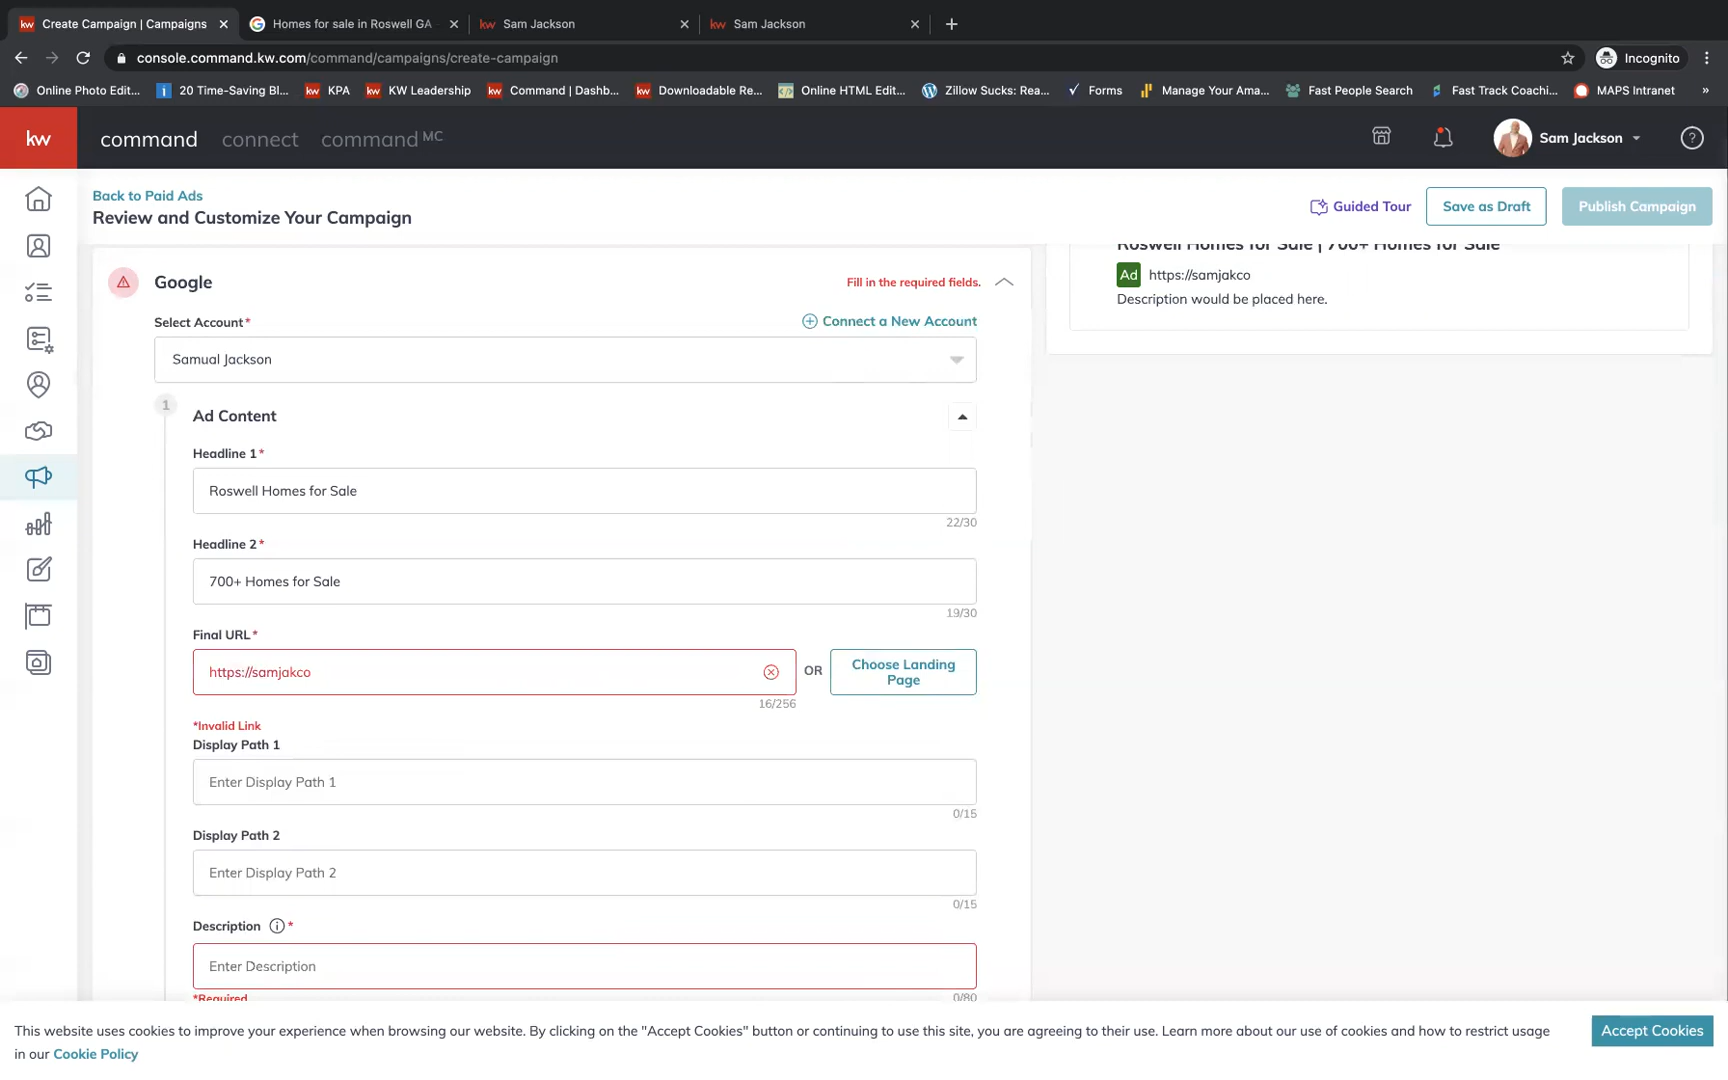 Create Campaign | Campaigns
Homes for sale in Roswell GA
Sam Jackson
Sam Jackson
console.command.kw.com/command/campaigns/create-campaign
Incognito
Online Photo Edit...
20 Time-Saving Bl...
KPA
KW Leadership
Command | Dashb...
Downloadable Re...
Online HTML Edit...
Zillow Sucks: Rea...
Forms
Manage Your Ama...
Fast People Search
Fast Track Coachi...
MAPS Intranet
»
kw
command
connect
command MC
Sam Jackson
Back to Paid Ads
Review and Customize Your Campaign
Guided Tour
Save as Draft
Publish Campaign
Roswell Homes for Sale | 700+ Homes for Sale
Ad https://samjakco
Description would be placed here.
Google
Fill in the required fields.
Select Account*
Connect a New Account
Samual Jackson
1
Ad Content
Headline 1*
Roswell Homes for Sale
22/30
Headline 2*
700+ Homes for Sale
19/30
Final URL*
https://samjakco
OR
Choose Landing
Page
16/256
*Invalid Link
Display Path 1
Enter Display Path 1
0/15
Display Path 2
Enter Display Path 2
0/15
Description *
Enter Description
*Required
0/80
This website uses cookies to improve your experience when browsing our website. By clicking on the "Accept Cookies" button or continuing to use this site, you are agreeing to their use. Learn more about our use of cookies and how to restrict usage
in our Cookie Policy
Accept Cookies